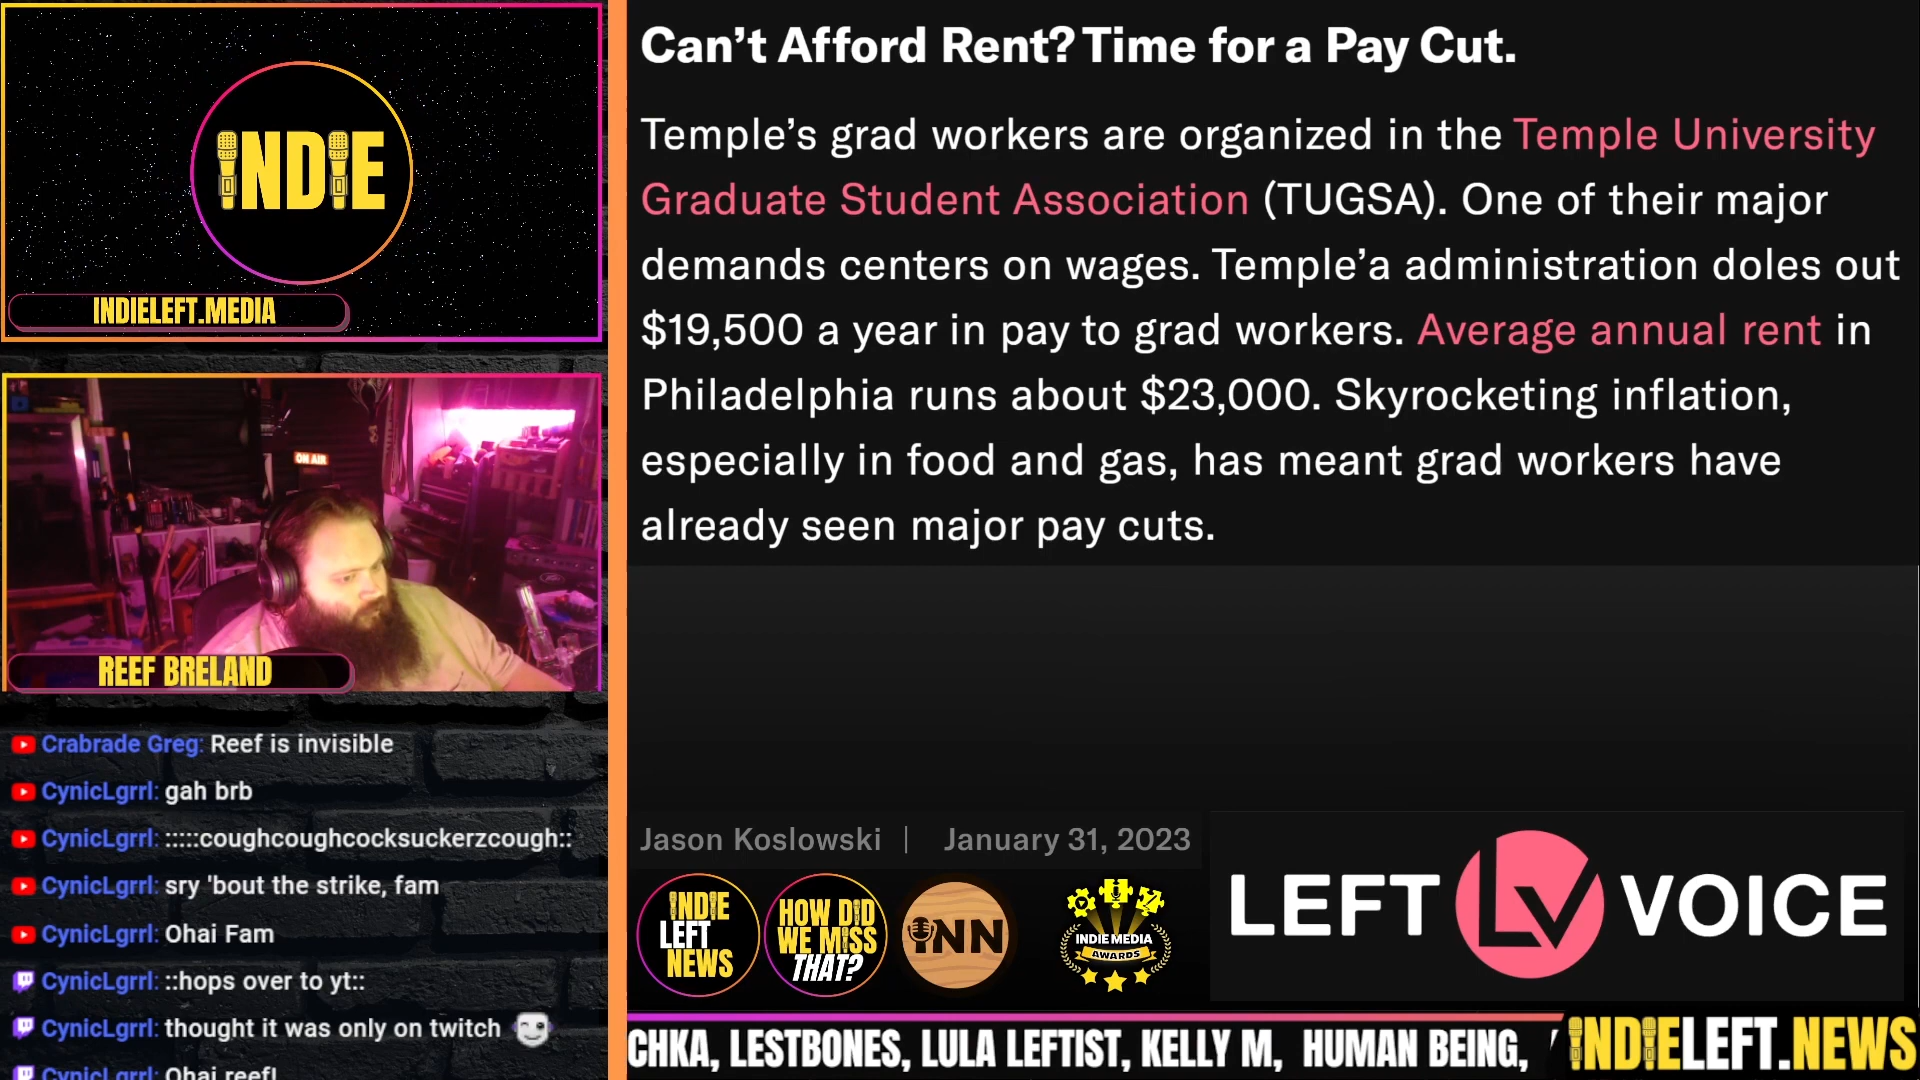 INDIE
INDIELEFT.MEDIA
ON AIR
REEF BRELAND
Crabrade Greg: Reef is invisible
CynicLgrrl: gah brb
CynicLgrrl: :::::coughcoughcocksuckerzcough::
CynicLgrrl: sry 'bout the strike, fam
CynicLgrrl: Ohai Fam
CynicLgrrl: ::hops over to yt::
CynicLgrrl: thought it was only on twitch
CynicLgrrl: Ohai reef!
Can’t Afford Rent? Time for a Pay Cut.
Temple’s grad workers are organized in the Temple University
Graduate Student Association (TUGSA). One of their major
demands centers on wages. Temple’a administration doles out
$19,500 a year in pay to grad workers. Average annual rent in
Philadelphia runs about $23,000. Skyrocketing inflation,
especially in food and gas, has meant grad workers have
already seen major pay cuts.
Jason Koslowski | January 31, 2023
INDIE
LEFT
NEWS
HOW DID
WE MISS
THAT?
INN
INDIE MEDIA
AWARDS
LEFT LV VOICE
CHKA, LESTBONES, LULA LEFTIST, KELLY M, HUMAN BEING,
INDIELEFT.NEWS